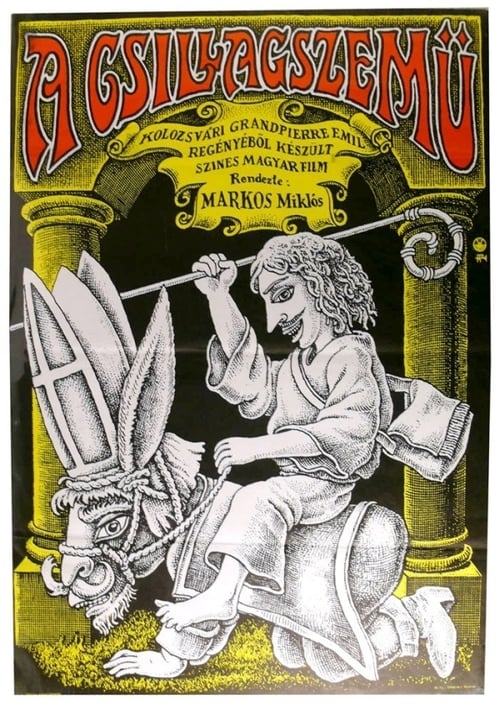 A CSILLAGSZEMŰ
KOLOZSVÁRI GRANDPIERRE EMIL
REGÉNYÉBŐL KÉSZÜLT
SZINES MAGYAR FILM
Rendezte:
MARKOS Miklós